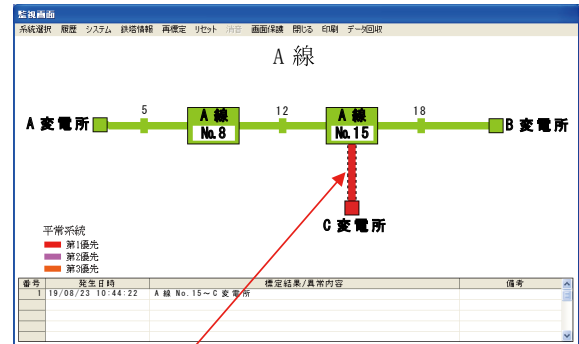 監視画面
系統選択 履歴 システム 鉄塔情報 再標定 リセット 消音 画面保護 閉じる 印刷 データ回収
A 線
5 12 18
A 変電所 A 線 No.8 A 線 No.15 B 変電所
C 変電所
平常系統
第1優先
第2優先
第3優先
番号 発生日時 標定結果/異常内容 備考
1 19/08/23 10:44:22 A 線 No.15～C 変電所